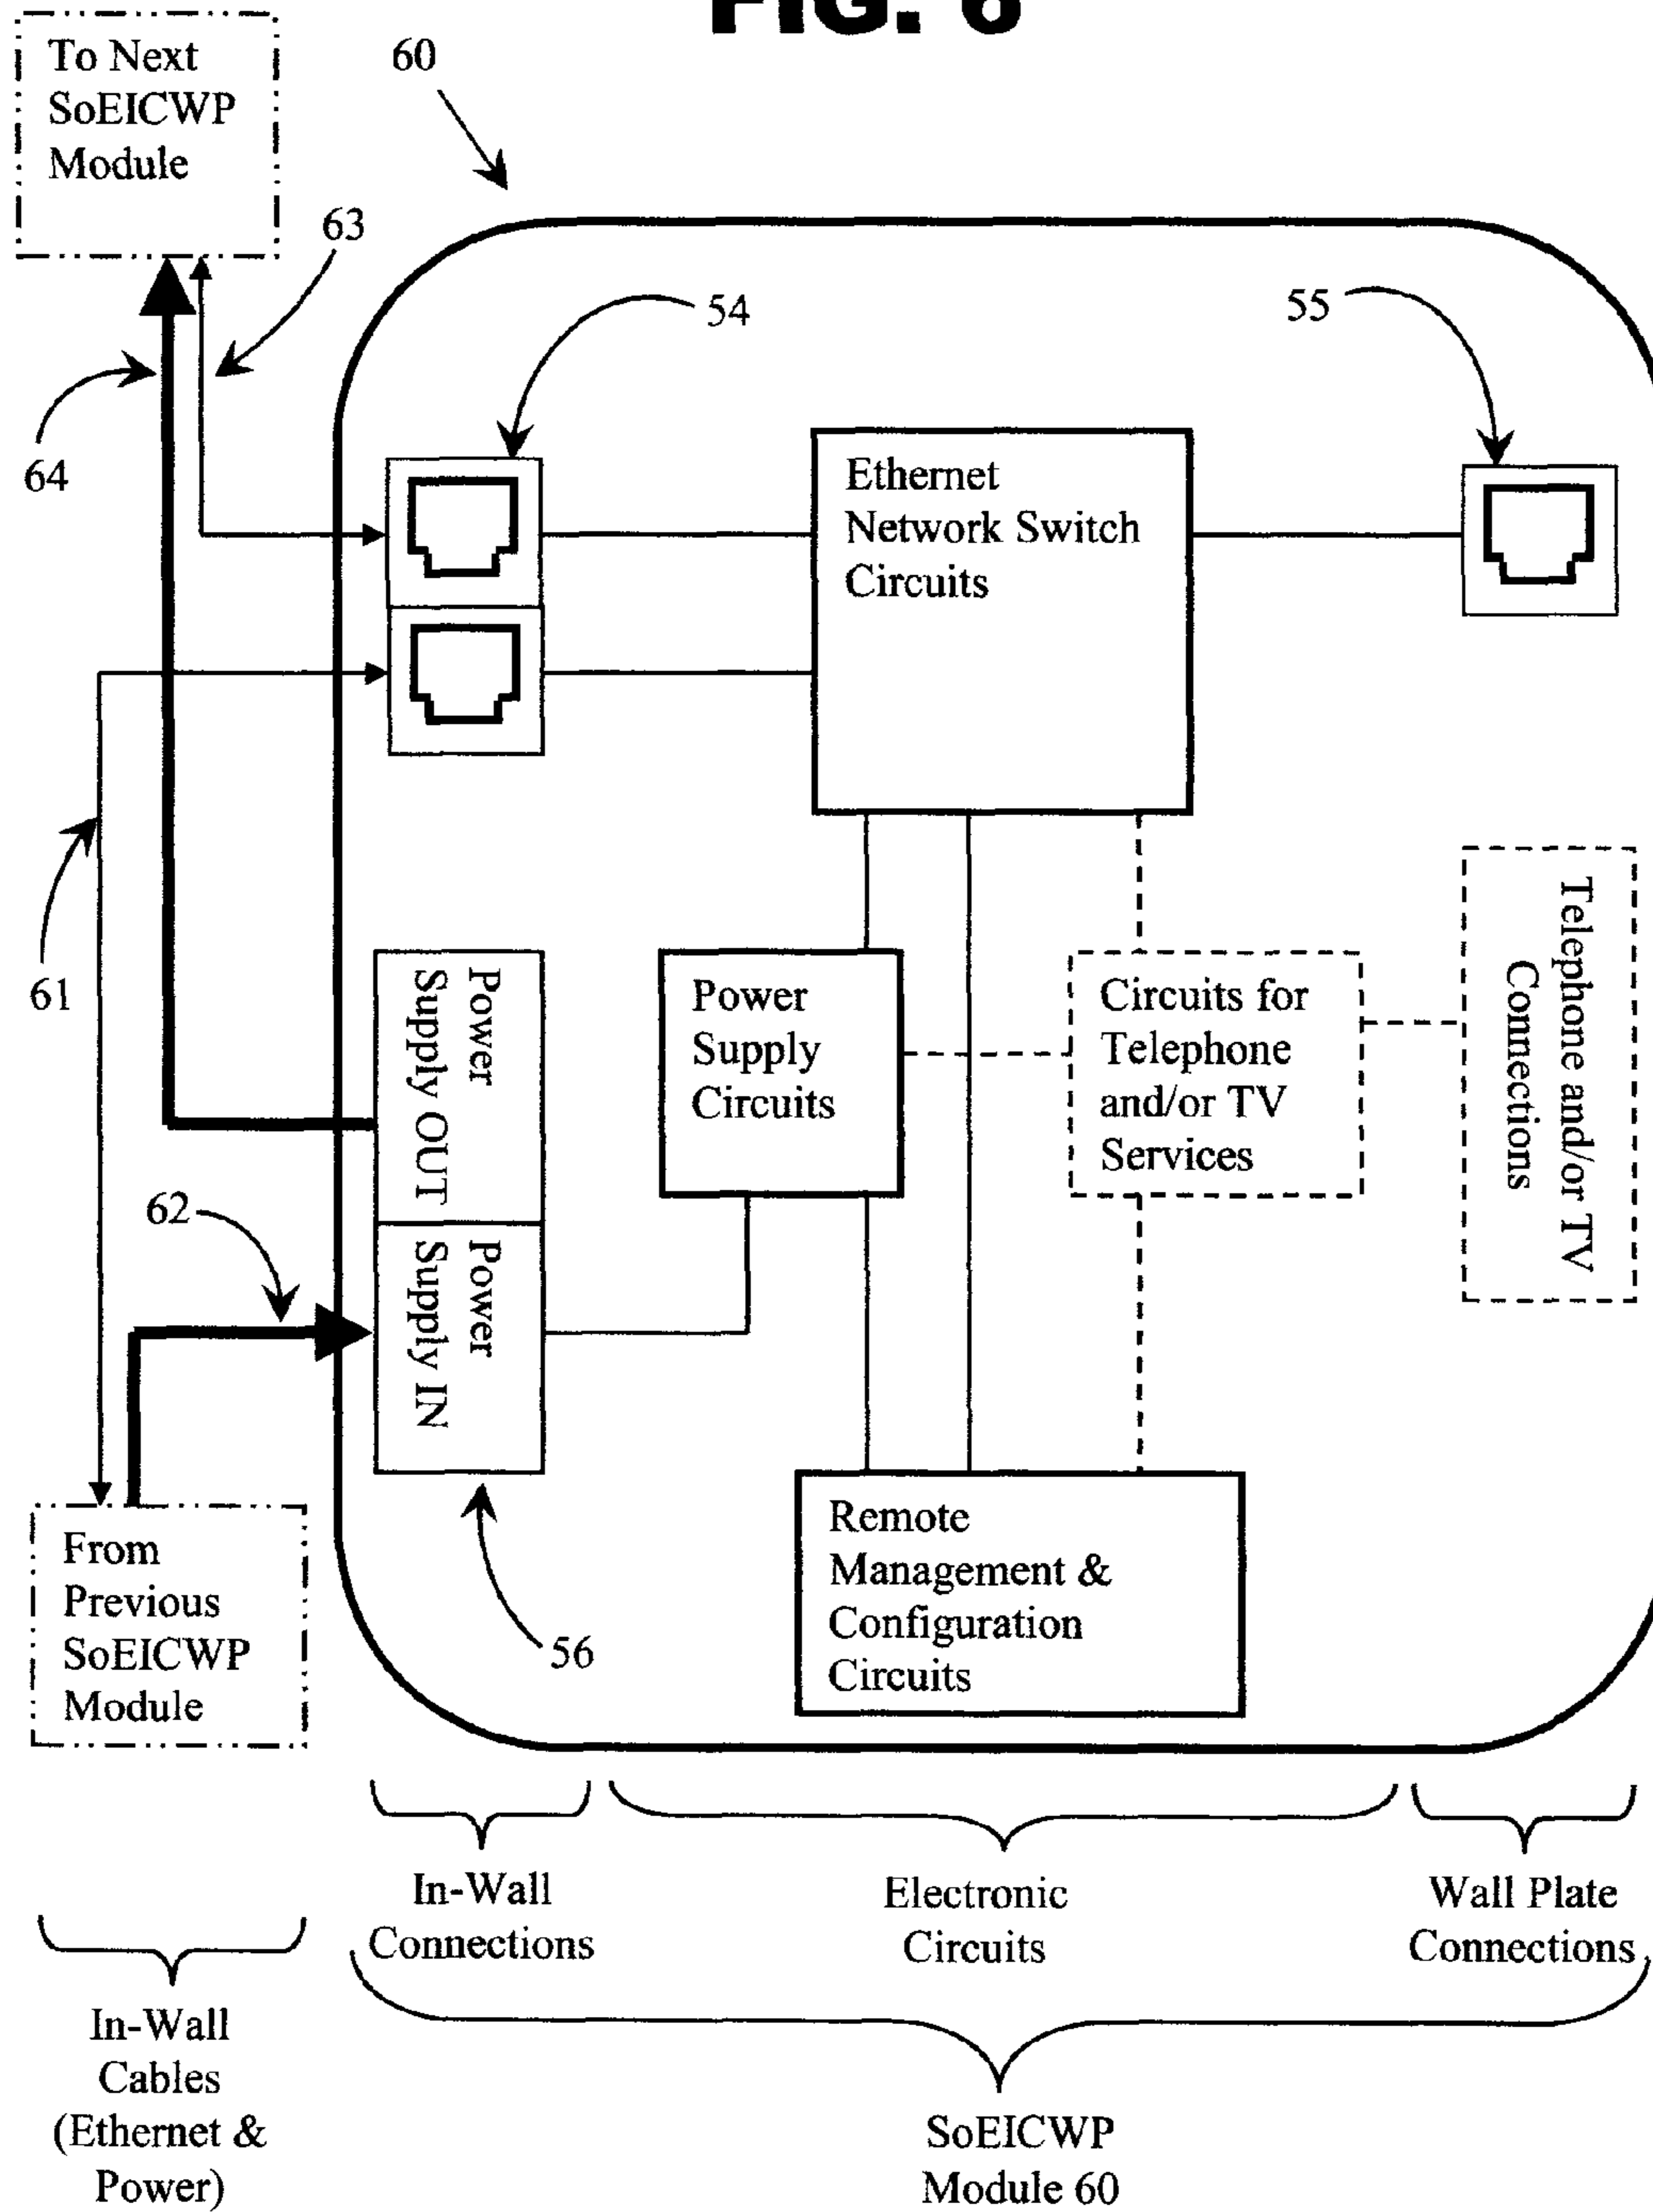 FIG. 6
To Next
SoEICWP
Module
60
63
54
55
64
Ethernet
Network Switch
Circuits
61
Power
Supply OUT
Power
Supply
Circuits
Circuits for
Telephone
and/or TV
Services
Telephone and/or TV
Connections
62
Power
Supply IN
From
Previous
SoEICWP
Module
56
Remote
Management &
Configuration
Circuits
In-Wall
Connections
Electronic
Circuits
Wall Plate
Connections
In-Wall
Cables
(Ethernet &
Power)
SoEICWP
Module 60